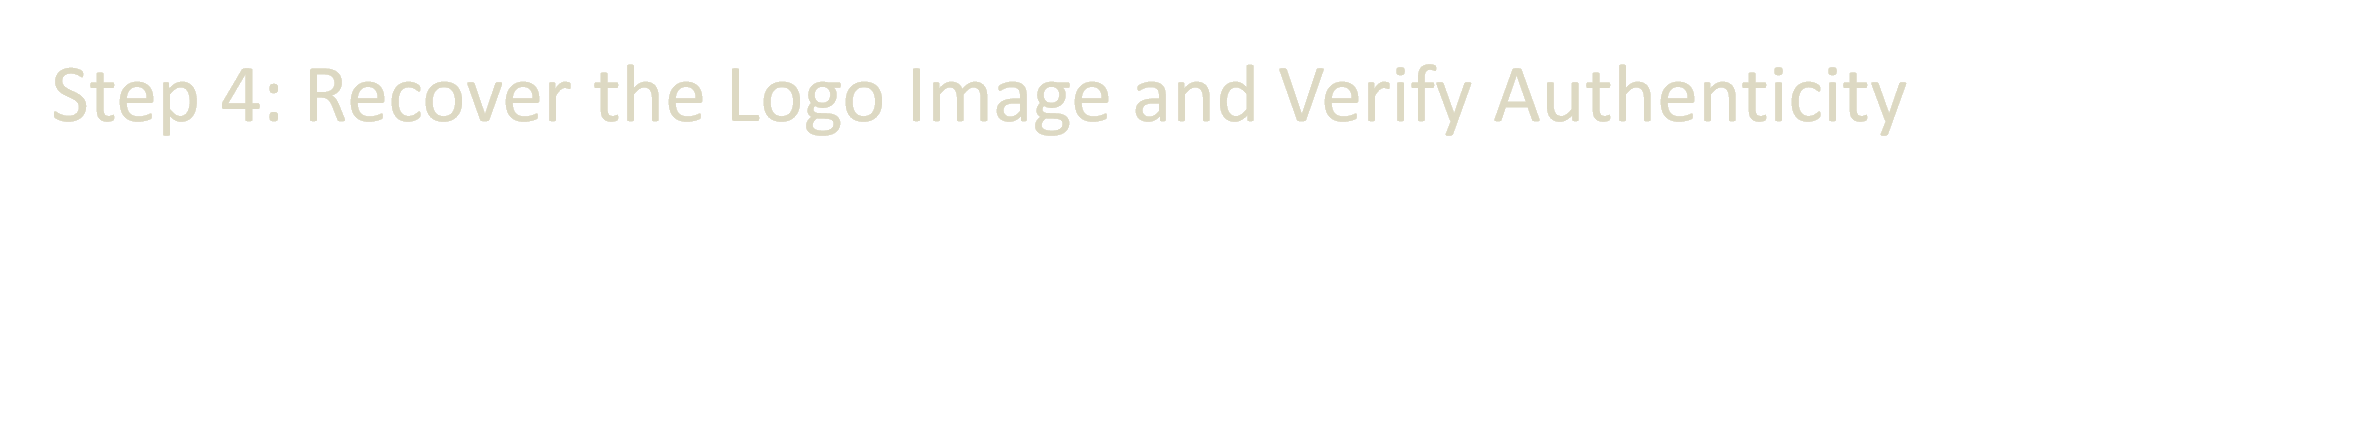 Step 4: Recover the Logo Image and Verify Authenticity